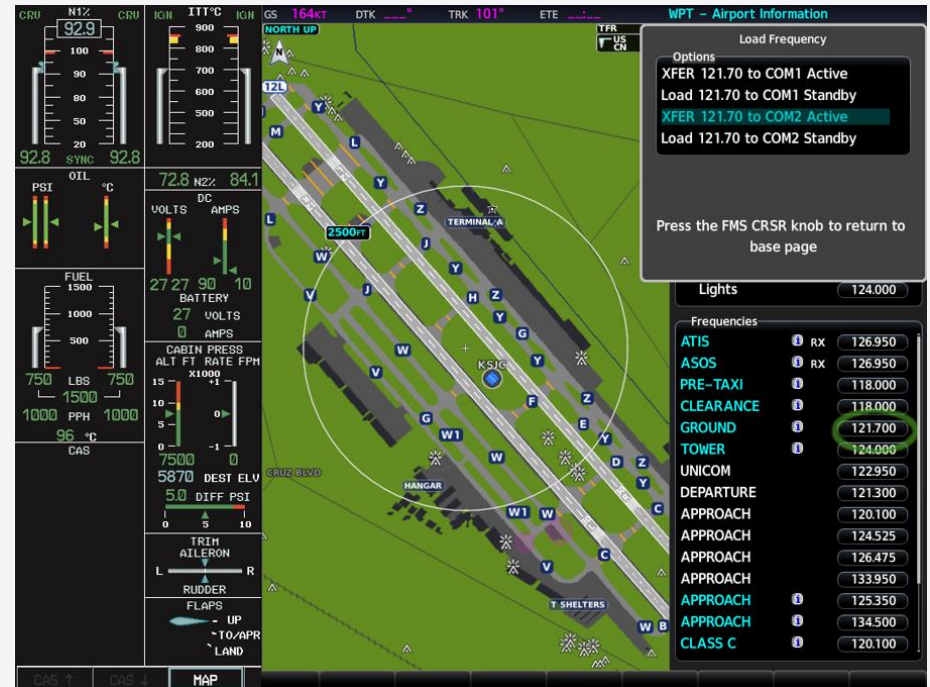 CRU N1% CRU
92.9
100
90
80
50
20
92.8 SYNC 92.8
IGN ITT°C IGN
900
800
700
600
500
200
72.8 N2% 84.1
OIL
PSI °C
DC
VOLTS AMPS
27 27 90 10
BATTERY
27 VOLTS
0 AMPS
FUEL
1500
1000
500
750 LBS 750
1500
1000 PPH 1000
96 °C
CABIN PRESS
ALT FT RATE FPM
X1000
15 +1
10 0
5
0 -1
7500 0
5870 DEST ELV
5.0 DIFF PSI
0 5 10
CAS
TRIM
AILERON
L R
RUDDER
FLAPS
UP
TO/APR
LAND
CAS ↑ CAS ↓ MAP
GS 164KT DTK ___° TRK 101° ETE __:__
NORTH UP
N
TFR
US
CN
12L
Y
M
L
Y
Z
TERMINAL A
L
2500FT
J
W
Y
V
J
H
Z
Y
G
W
Y
KSJC
V
F
Z
G
E
W1
Y
W
D
Z
CRUZ BLVD
Y
HANGAR
C
W1
W
C
V
T SHELTERS
W
B
WPT – Airport Information
Load Frequency
Options
XFER 121.70 to COM1 Active
Load 121.70 to COM1 Standby
XFER 121.70 to COM2 Active
Load 121.70 to COM2 Standby
Press the FMS CRSR knob to return to
base page
Lights 124.000
Frequencies
ATIS i RX 126.950
ASOS i RX 126.950
PRE-TAXI i 118.000
CLEARANCE i 118.000
GROUND i 121.700
TOWER i 124.000
UNICOM 122.950
DEPARTURE 121.300
APPROACH 120.100
APPROACH 124.525
APPROACH 126.475
APPROACH 133.950
APPROACH i 125.350
APPROACH i 134.500
CLASS C i 120.100